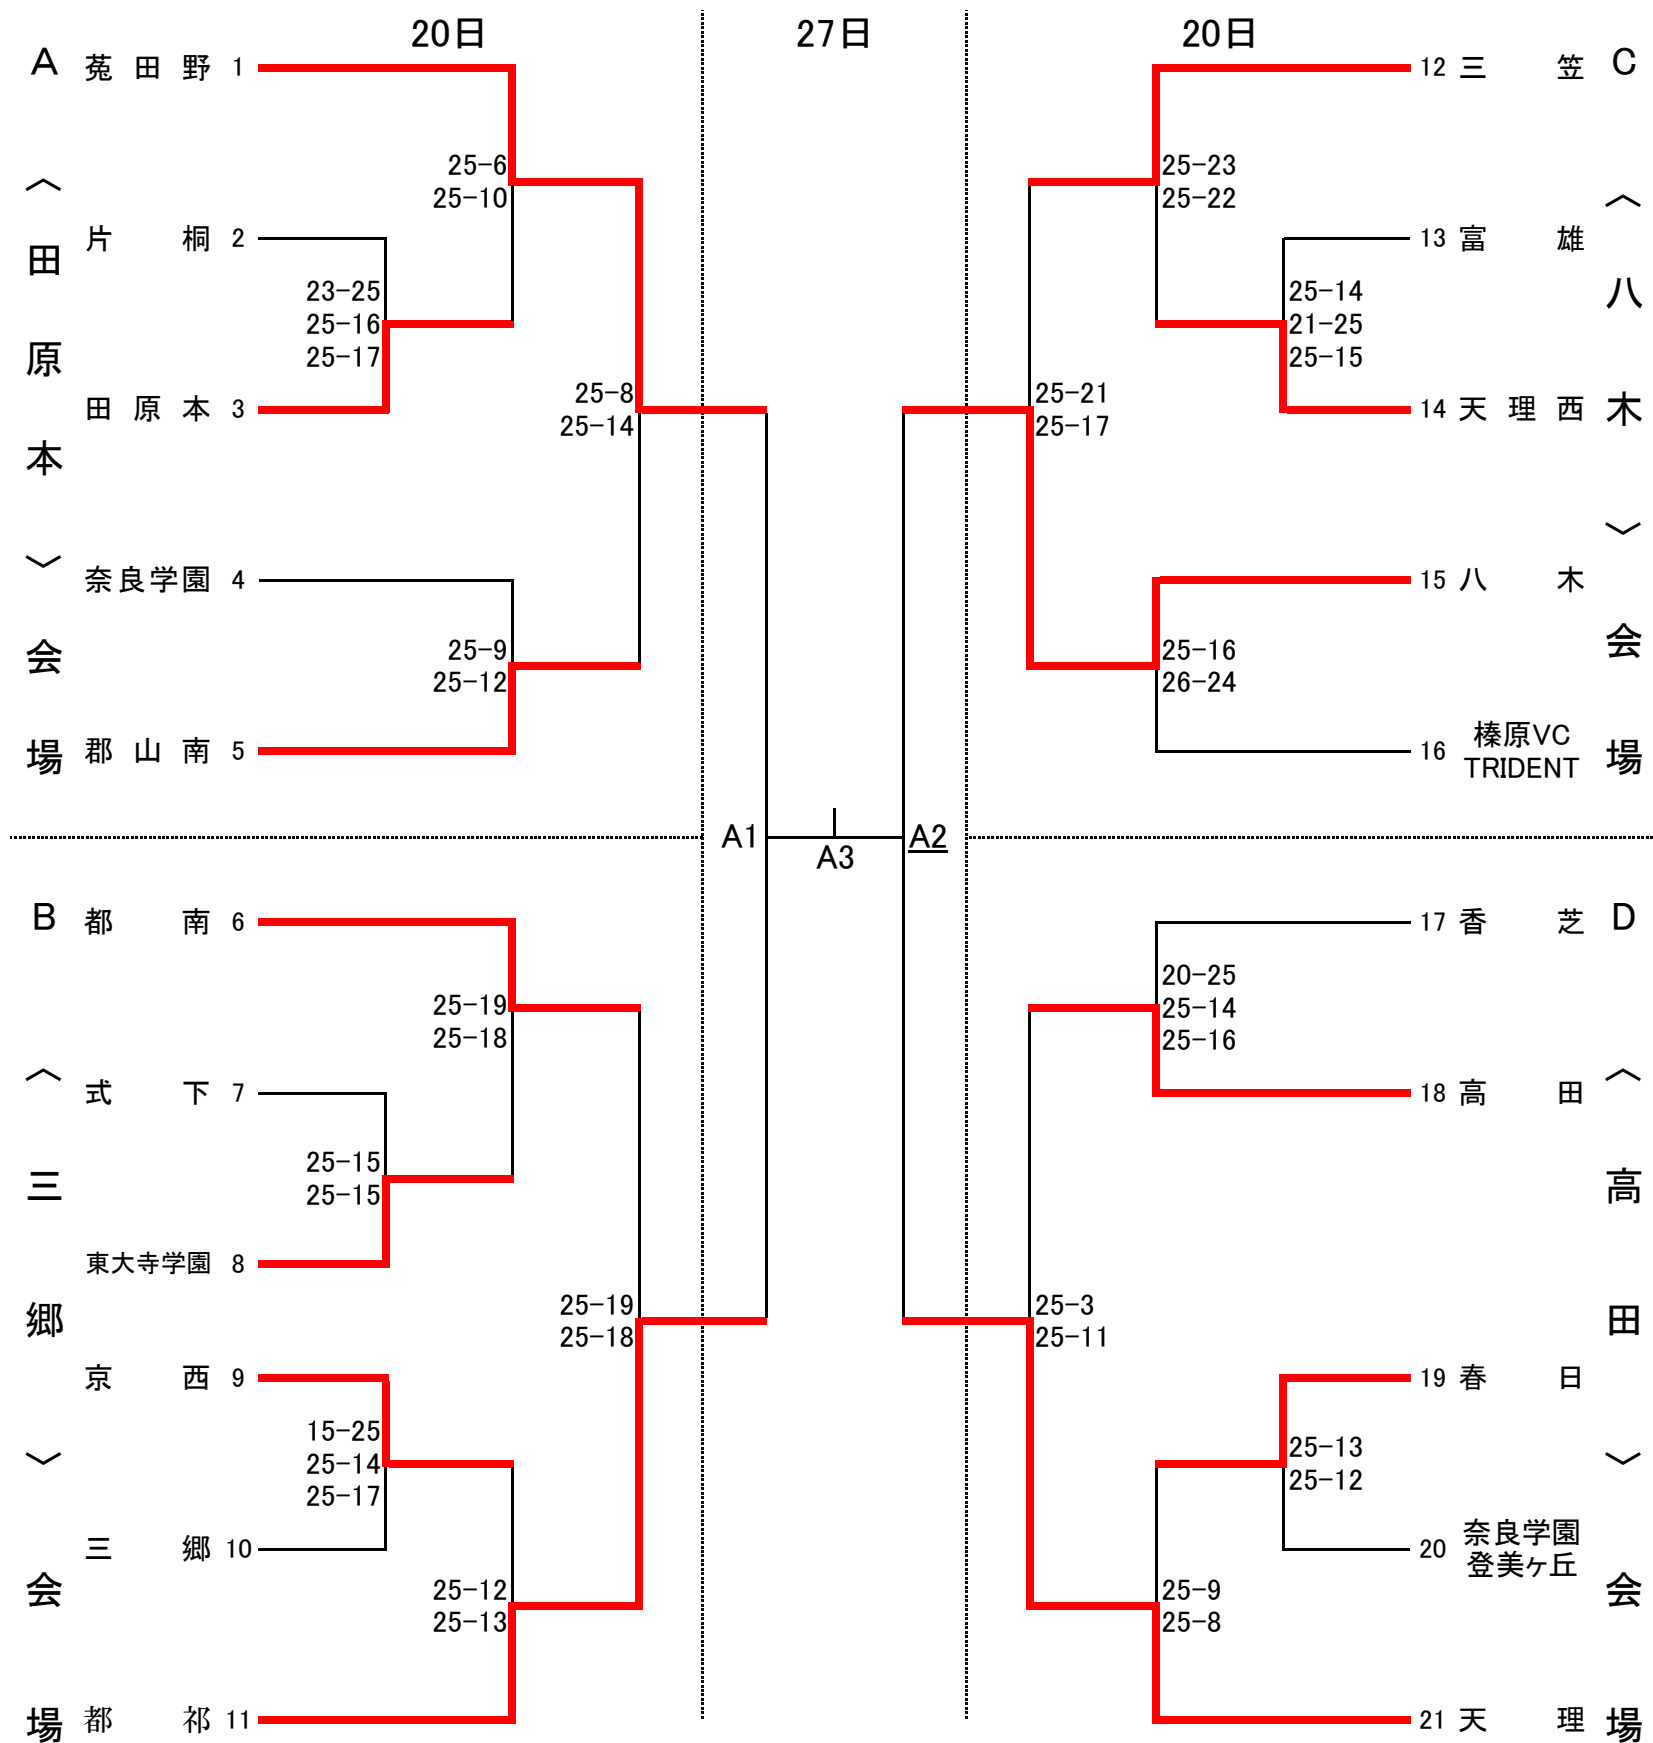 20日
27日
20日
A
（田原本）会場
菟田野 1
25-6
25-10
片桐 2
23-25
25-16
25-17
田原本 3
25-8
25-14
奈良学園 4
25-9
25-12
郡山南 5
B
（三郷）会場
都南 6
25-19
25-18
式下 7
25-15
25-15
東大寺学園 8
25-19
25-18
京西 9
15-25
25-14
25-17
三郷 10
25-12
25-13
都祁 11
A1
A3
A2
C
（八木）会場
12 三笠
25-23
25-22
13 富雄
25-14
21-25
25-15
14 天理西
25-21
25-17
15 八木
25-16
26-24
16 榛原VC
TRIDENT
D
（高田）会場
17 香芝
20-25
25-14
25-16
18 高田
25-3
25-11
19 春日
25-13
25-12
20 奈良学園
登美ヶ丘
25-9
25-8
21 天理